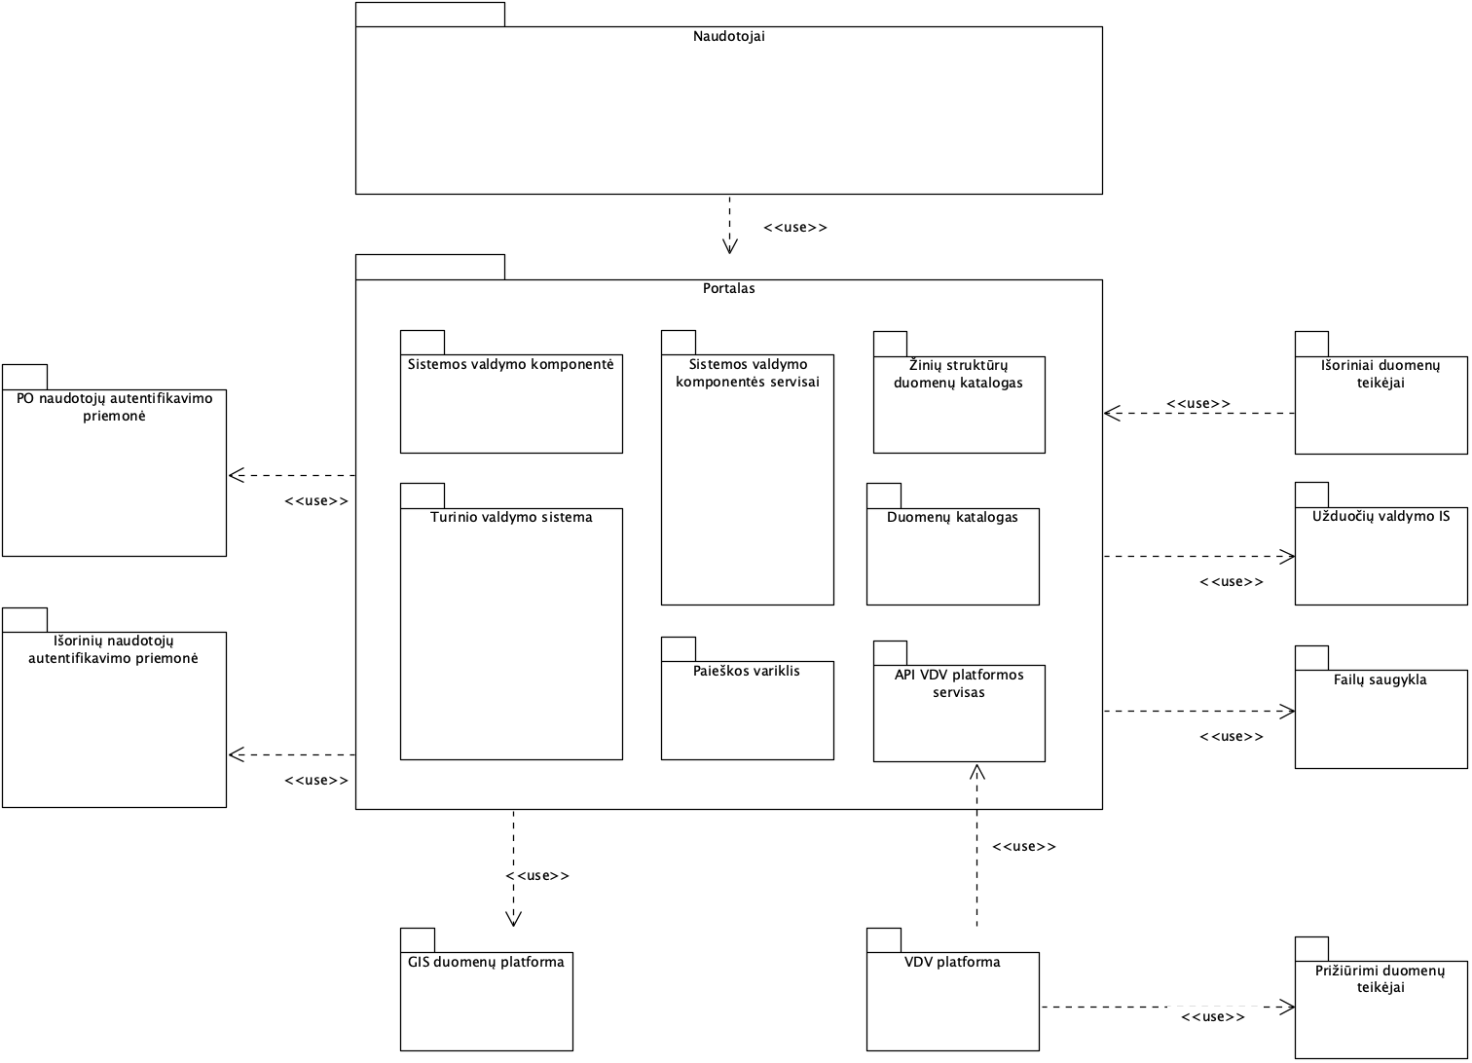 Naudotojai
<<use>>
Portalas
Sistemos valdymo komponentė
Sistemos valdymo
komponentės servisai
Žinių struktūrų
duomenų katalogas
Išoriniai duomenų
teikėjai
<<use>>
PO naudotojų autentifikavimo
priemonė
<<use>>
Turinio valdymo sistema
Duomenų katalogas
Užduočių valdymo IS
<<use>>
Išorinių naudotojų
autentifikavimo priemonė
<<use>>
Paieškos variklis
API VDV platformos
servisas
Failų saugykla
<<use>>
<<use>>
<<use>>
GIS duomenų platforma
VDV platforma
<<use>>
Prižiūrimi duomenų
teikėjai